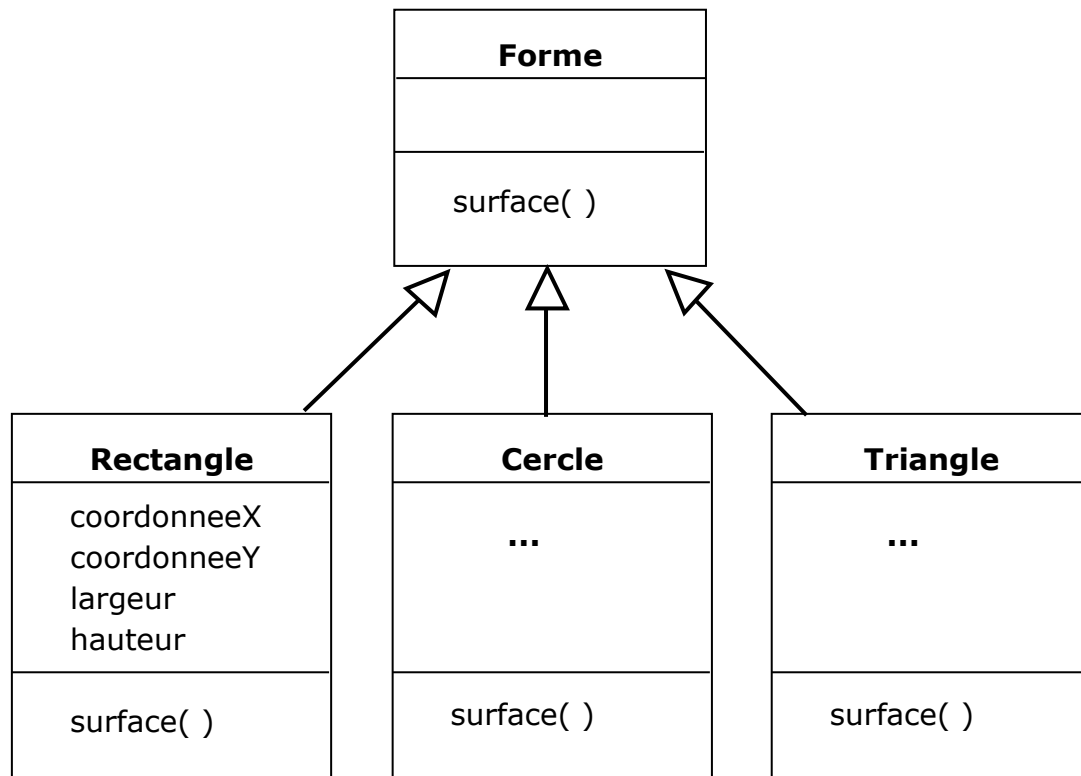 Forme
surface( )
Rectangle
coordonneeX
coordonneeY
largeur
hauteur
surface( )
Cercle
...
surface( )
Triangle
...
surface( )